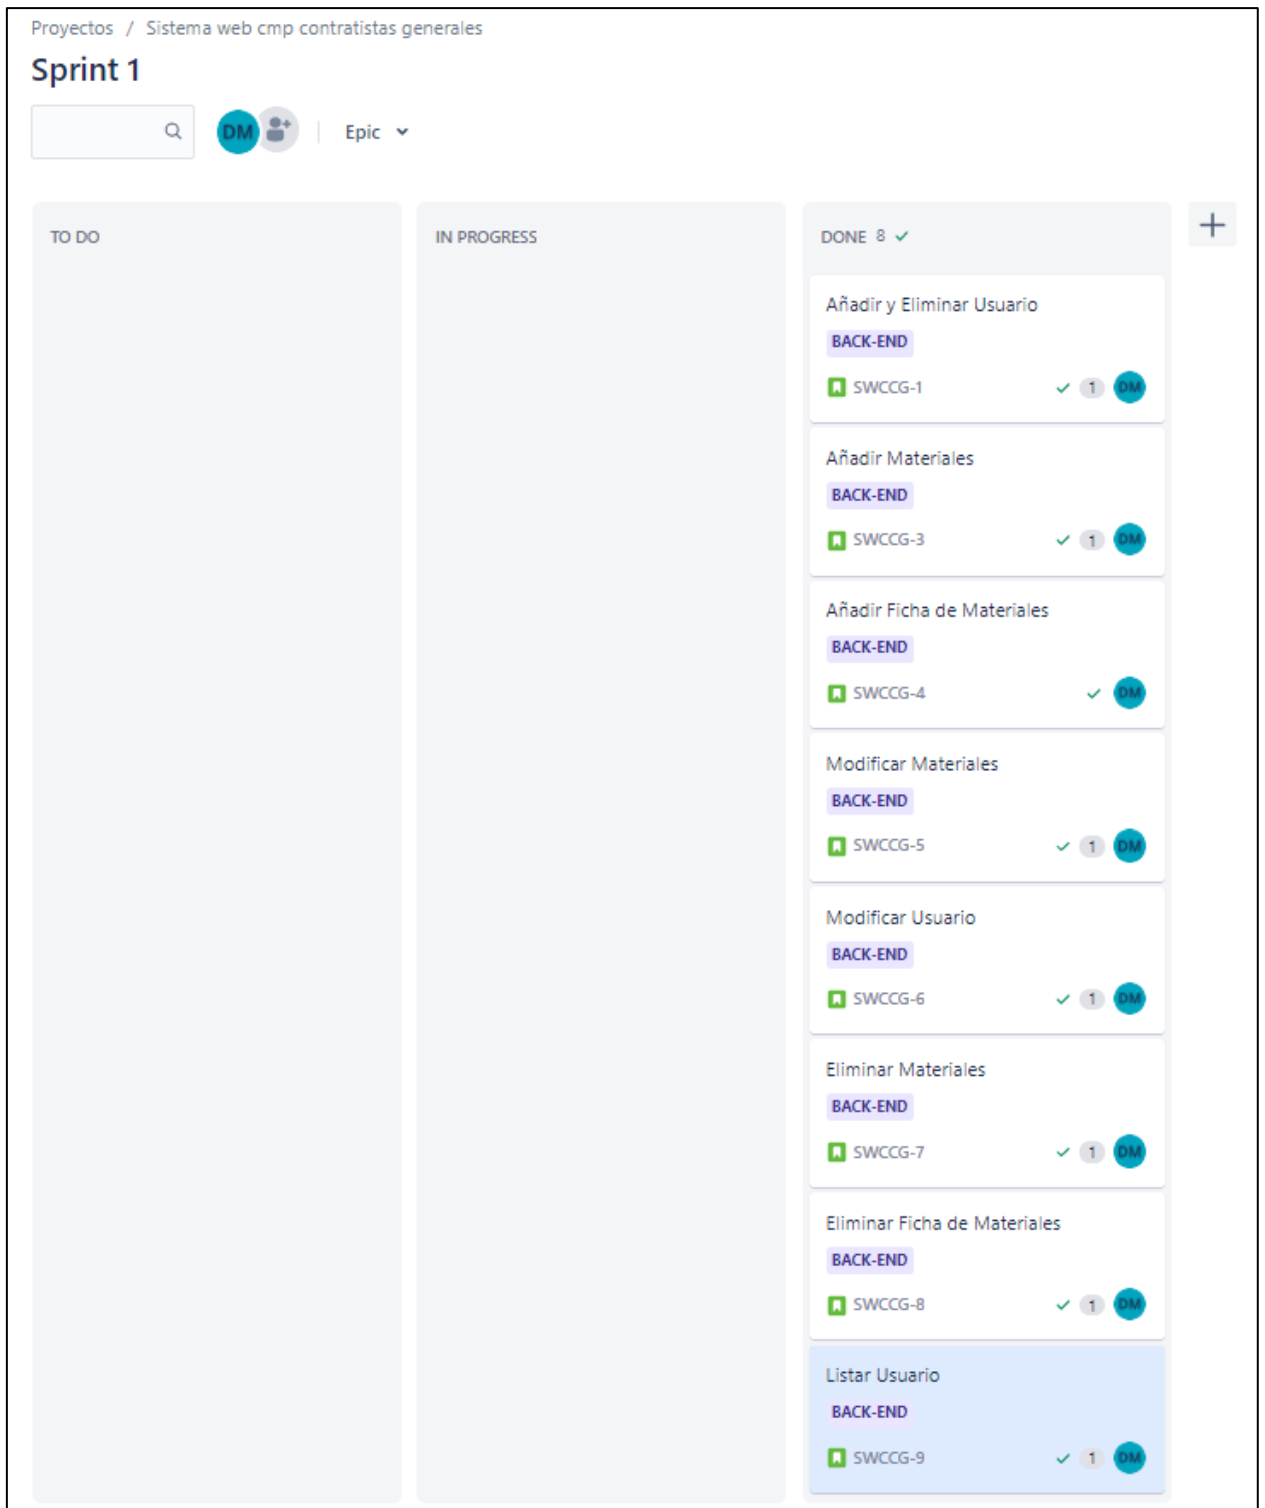 Proyectos / Sistema web cmp contratistas generales
Sprint 1
DM
Epic
TO DO
IN PROGRESS
DONE 8
Añadir y Eliminar Usuario
BACK-END
SWCCG-1 1 DM
Añadir Materiales
BACK-END
SWCCG-3 1 DM
Añadir Ficha de Materiales
BACK-END
SWCCG-4 DM
Modificar Materiales
BACK-END
SWCCG-5 1 DM
Modificar Usuario
BACK-END
SWCCG-6 1 DM
Eliminar Materiales
BACK-END
SWCCG-7 1 DM
Eliminar Ficha de Materiales
BACK-END
SWCCG-8 1 DM
Listar Usuario
BACK-END
SWCCG-9 1 DM